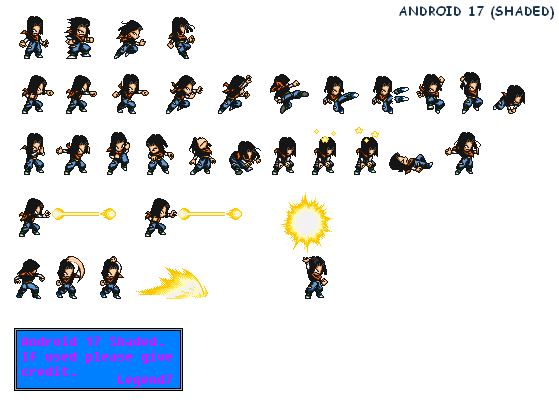 ANDROID 17 (SHADED)
Android 17 Shaded.
If used please give
credit.
Legend7